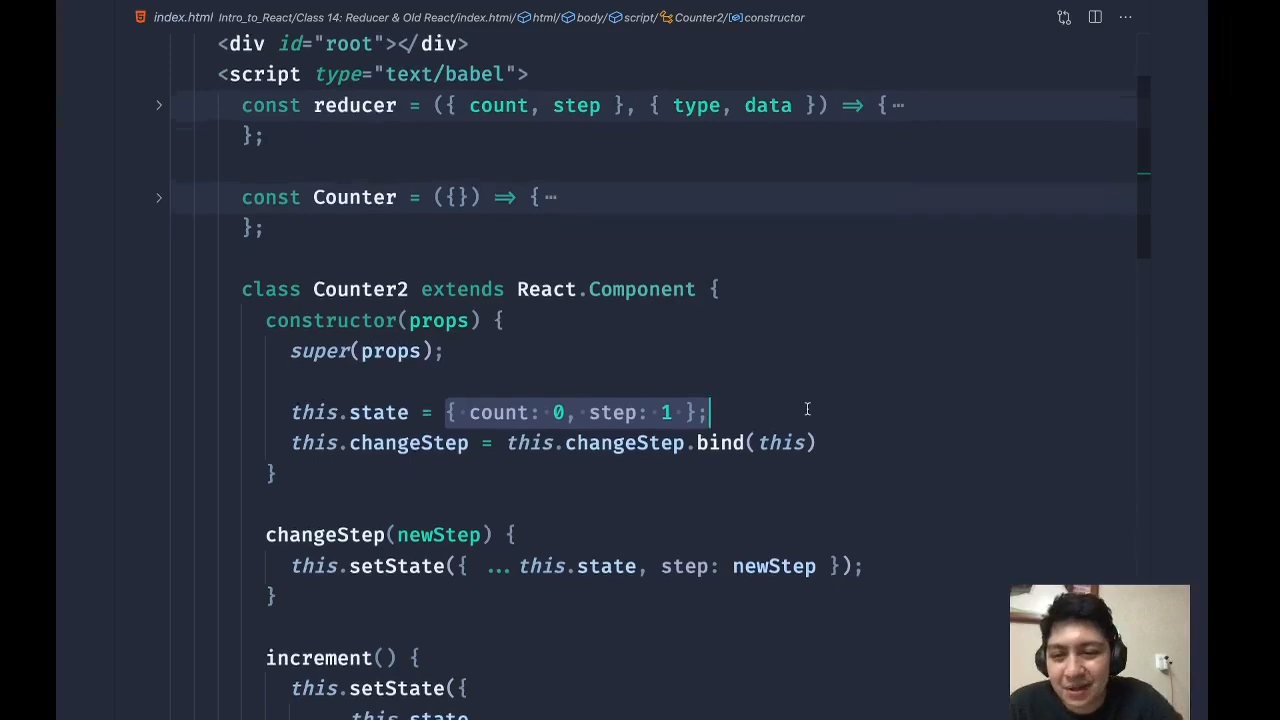 index.html Intro_to_React/Class 14: Reducer & Old React/index.html/html/body/script/Counter2/constructor
<div id="root"></div>
<script type="text/babel">
const reducer = ({ count, step }, { type, data }) => {…
};
const Counter = ({}) => {…
};
class Counter2 extends React.Component {
constructor(props) {
super(props);
this.state = { count: 0, step: 1 };
this.changeStep = this.changeStep.bind(this)
}
changeStep(newStep) {
this.setState({ ...this.state, step: newStep });
}
increment() {
this.setState({
...this.state,